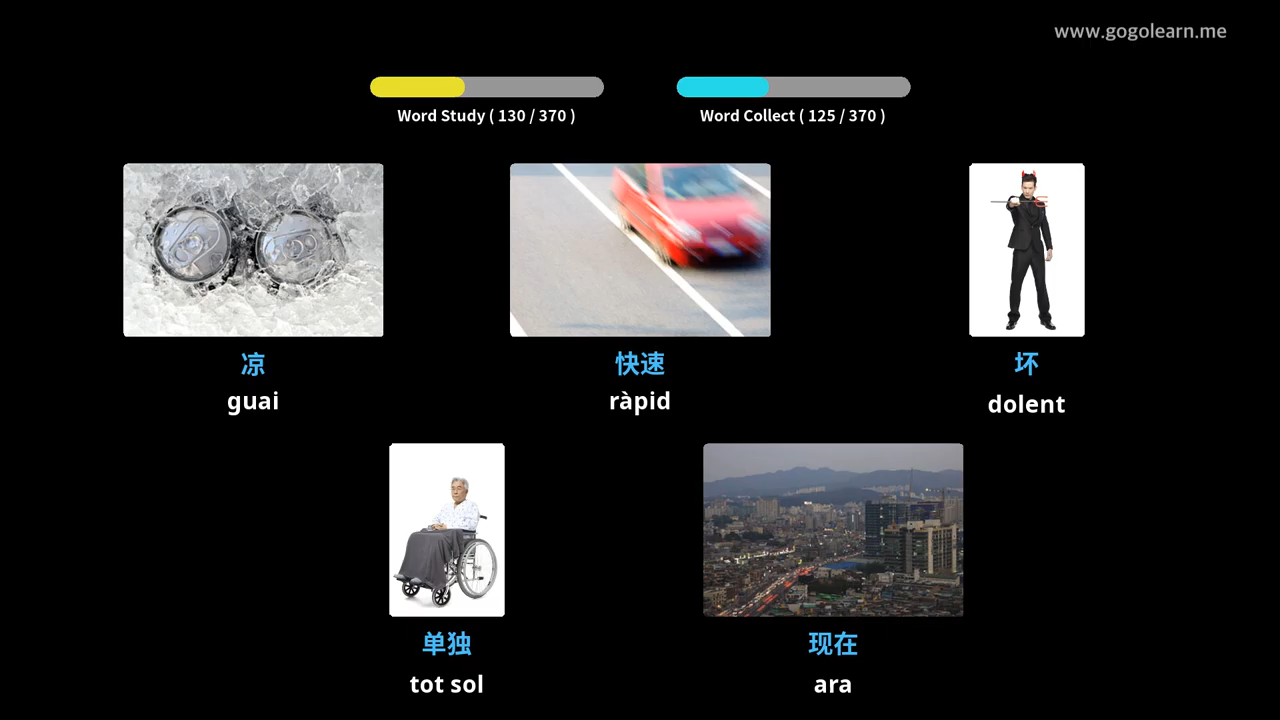 www.gogolearn.me
Word Study ( 130 / 370 )
Word Collect ( 125 / 370 )
凉
guai
快速
ràpid
坏
dolent
单独
tot sol
现在
ara